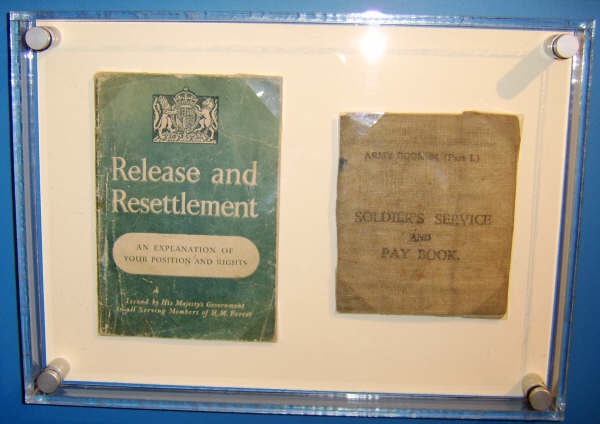 Release and
Resettlement
AN EXPLANATION OF
YOUR POSITION AND RIGHTS
Issued by His Majesty's Government
to all Serving Members of H.M. Forces
ARMY BOOK 64 (Part I.)
SOLDIER'S SERVICE
AND
PAY BOOK.